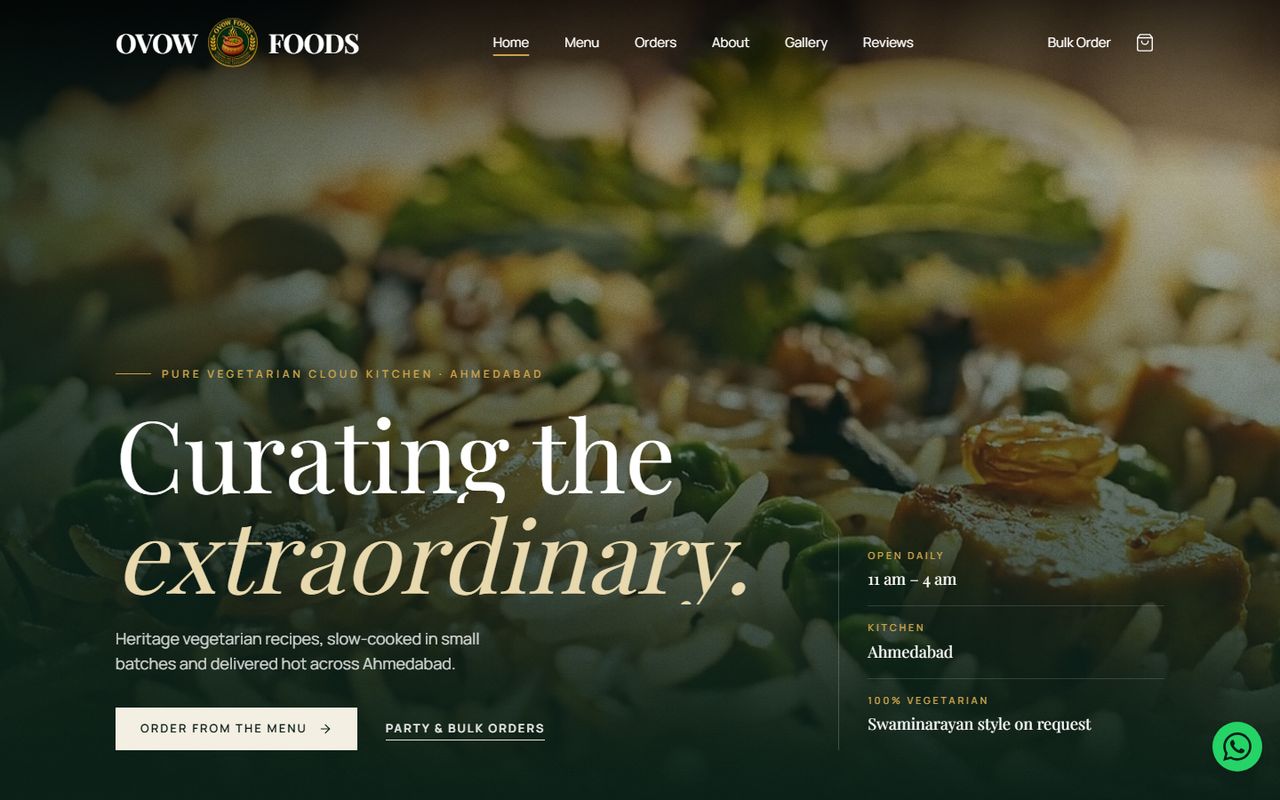 OVOW FOODS
OVOW FOODS
Home
Menu
Orders
About
Gallery
Reviews
Bulk Order
PURE VEGETARIAN CLOUD KITCHEN · AHMEDABAD
Curating the
extraordinary.
Heritage vegetarian recipes, slow-cooked in small
batches and delivered hot across Ahmedabad.
ORDER FROM THE MENU →
PARTY & BULK ORDERS
OPEN DAILY
11 am – 4 am
KITCHEN
Ahmedabad
100% VEGETARIAN
Swaminarayan style on request